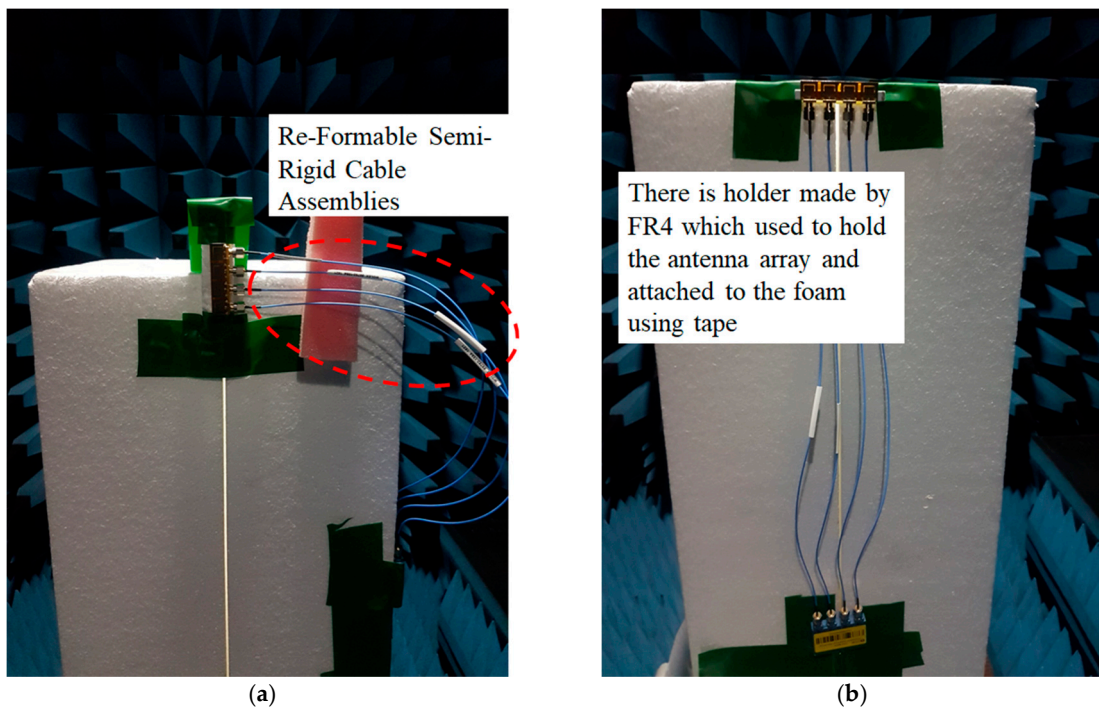 Re-Formable Semi-
Rigid Cable
Assemblies
There is holder made by
FR4 which used to hold
the antenna array and
attached to the foam
using tape
(a)
(b)